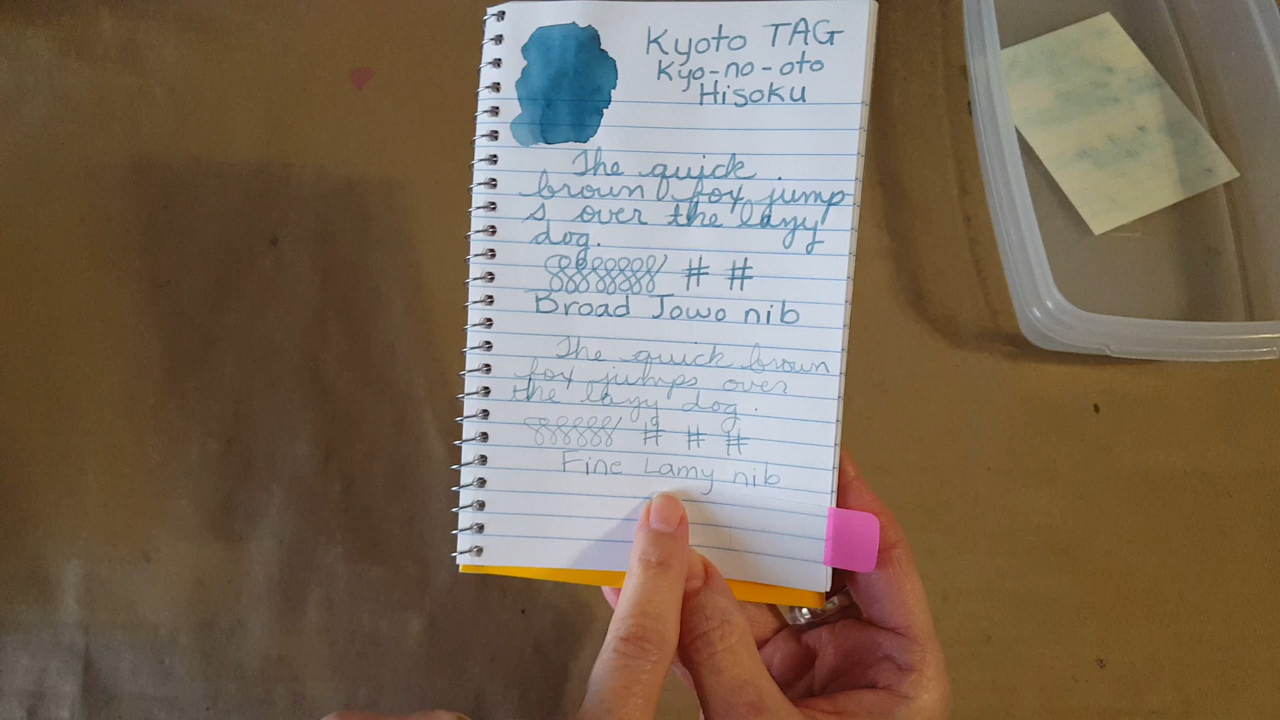 Kyoto TAG
Kyo-no-oto
Hisoku
The quick
brown fox jump
s over the lazy
dog.
# #
Broad Jowo nib
The quick brown
fox jumps over
the lazy dog.
# # #
Fine Lamy nib